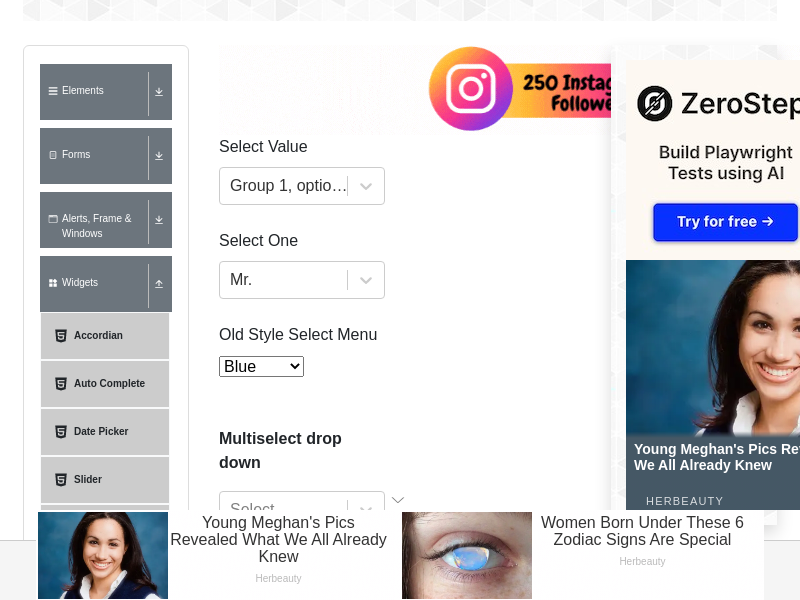 Elements
Forms
Alerts, Frame &
Windows
Widgets
Accordian
Auto Complete
Date Picker
Slider
250 Instag
Followe
Select Value
Group 1, optio...
Select One
Mr.
Old Style Select Menu
Blue
Multiselect drop
down
Select...
ZeroStep
Build Playwright
Tests using AI
Try for free →
Young Meghan's Pics Re
We All Already Knew
HERBEAUTY
Young Meghan's Pics
Revealed What We All Already
Knew
Herbeauty
Women Born Under These 6
Zodiac Signs Are Special
Herbeauty